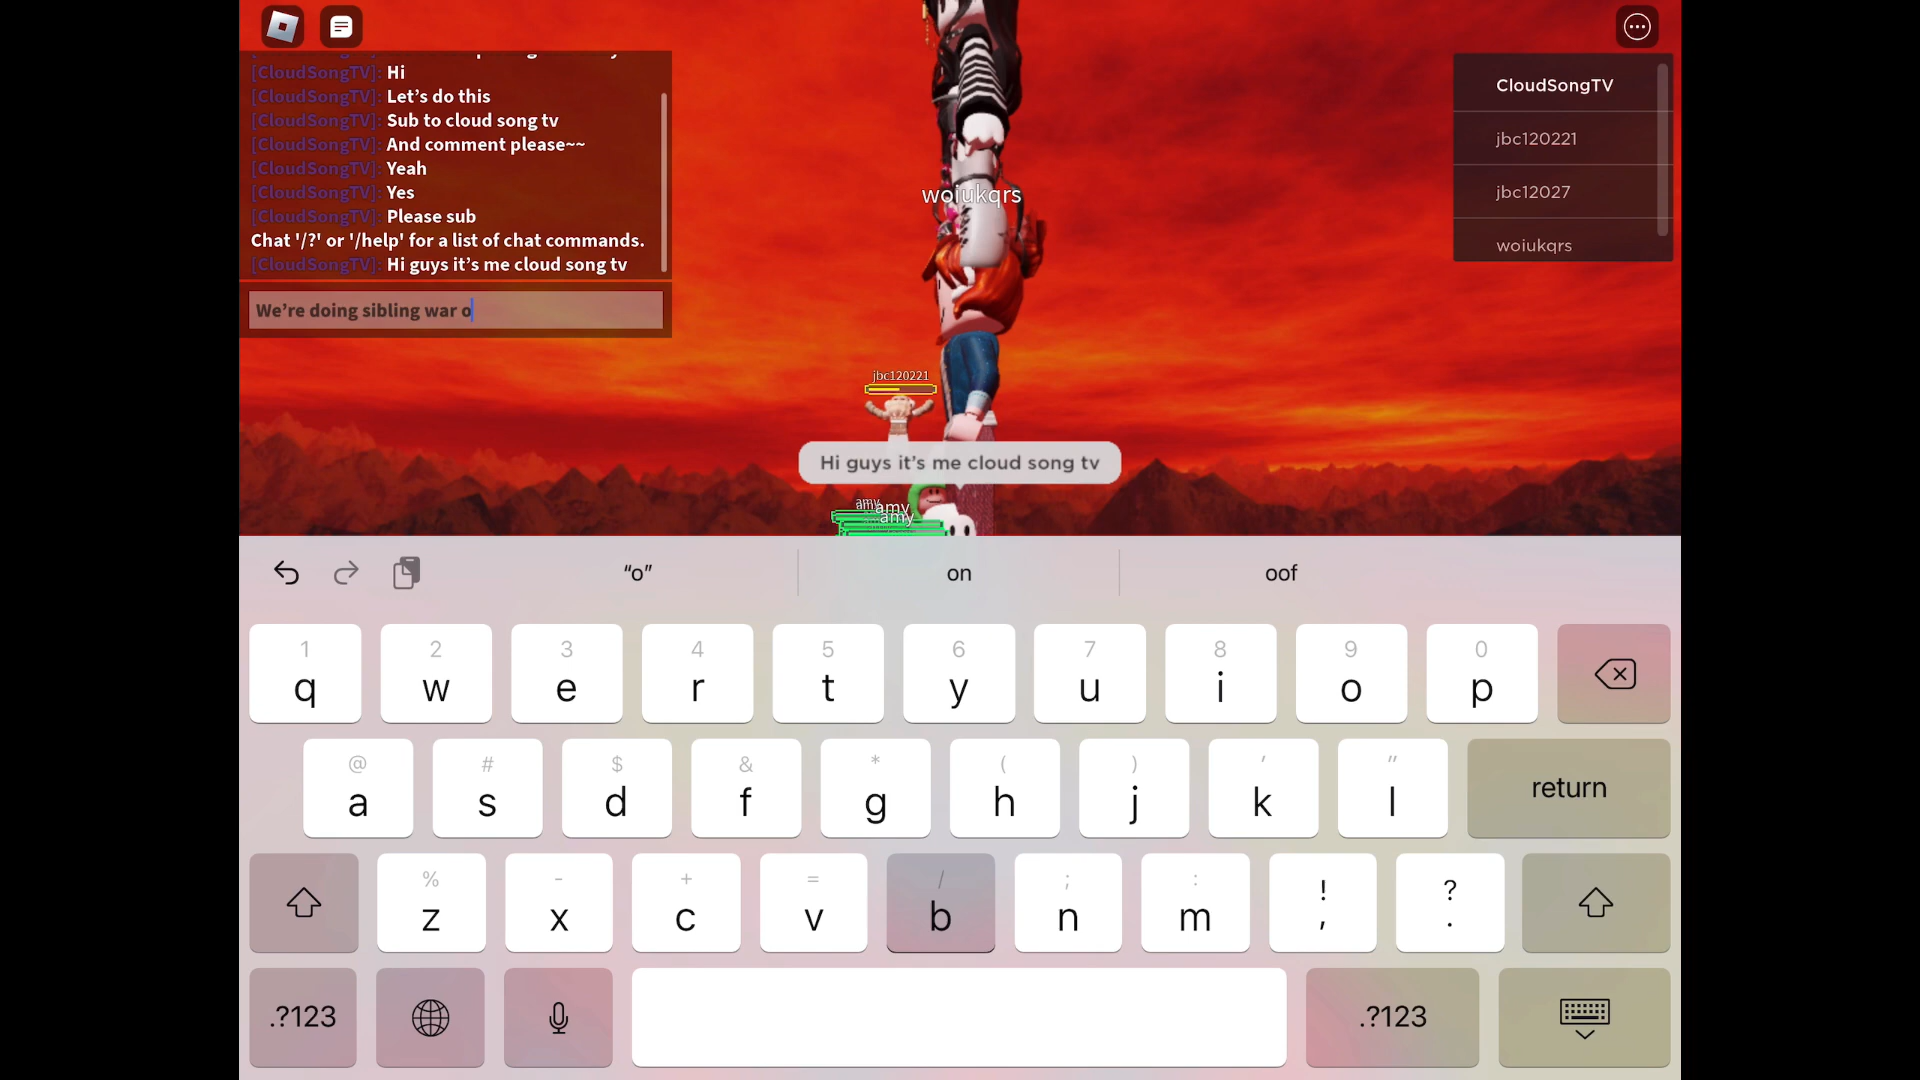 [CloudSongTV]: Hi
[CloudSongTV]: Let’s do this
[CloudSongTV]: Sub to cloud song tv
[CloudSongTV]: And comment please~~
[CloudSongTV]: Yeah
[CloudSongTV]: Yes
[CloudSongTV]: Please sub
Chat '/?' or '/help' for a list of chat commands.
[CloudSongTV]: Hi guys it’s me cloud song tv
We’re doing sibling war o
CloudSongTV
jbc120221
jbc12027
woiukqrs
woiukqrs
jbc120221
Hi guys it’s me cloud song tv
amy
amy
amy
“o” on oof
1 2 3 4 5 6 7 8 9 0
q w e r t y u i o p
@ # $ & * ( ) ' "
a s d f g h j k l return
% - + = / ; : ! ?
z x c v b n m , .
.?123 .?123